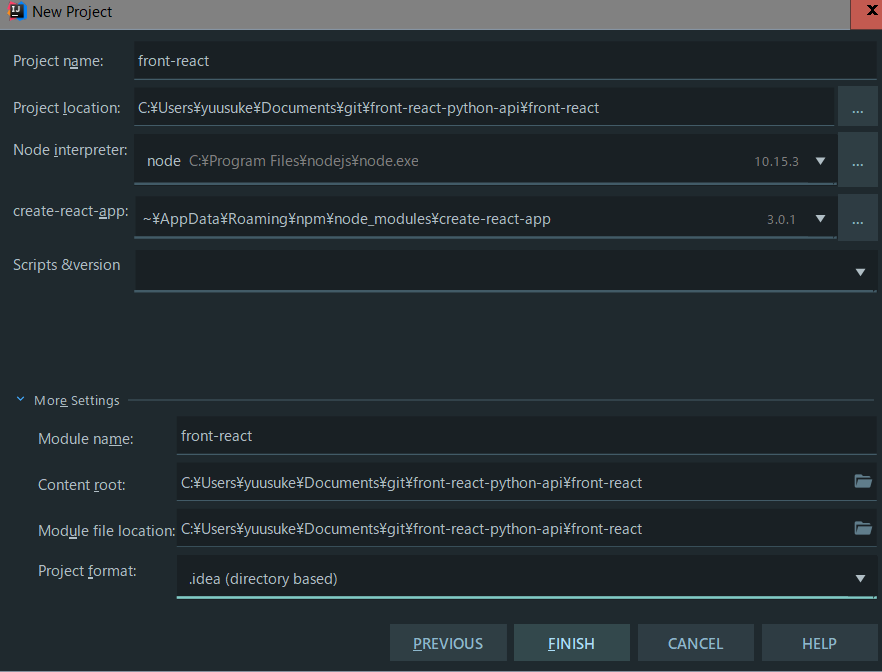 New Project
Project name: front-react
Project location: C:¥Users¥yuusuke¥Documents¥git¥front-react-python-api¥front-react ...
Node interpreter: node C:¥Program Files¥nodejs¥node.exe 10.15.3 ...
create-react-app: ~¥AppData¥Roaming¥npm¥node_modules¥create-react-app 3.0.1 ...
Scripts &version
More Settings
Module name: front-react
Content root: C:¥Users¥yuusuke¥Documents¥git¥front-react-python-api¥front-react
Module file location: C:¥Users¥yuusuke¥Documents¥git¥front-react-python-api¥front-react
Project format: .idea (directory based)
PREVIOUS FINISH CANCEL HELP